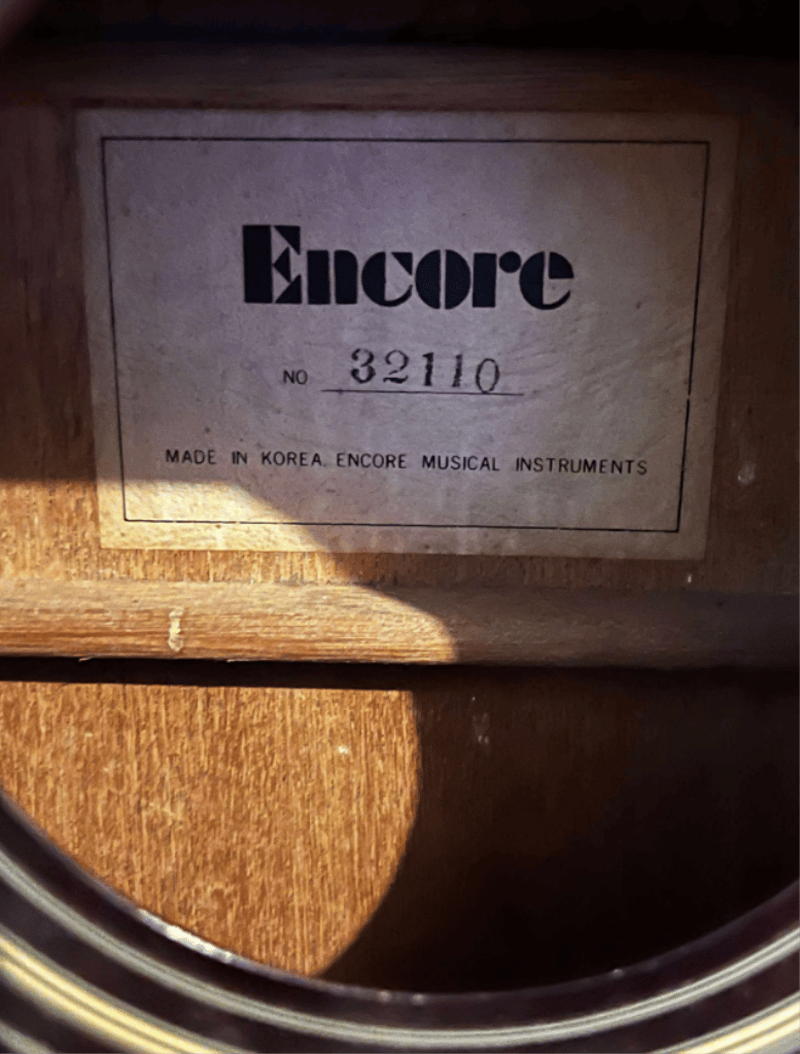 Encore
NO 32110
MADE IN KOREA. ENCORE MUSICAL INSTRUMENTS